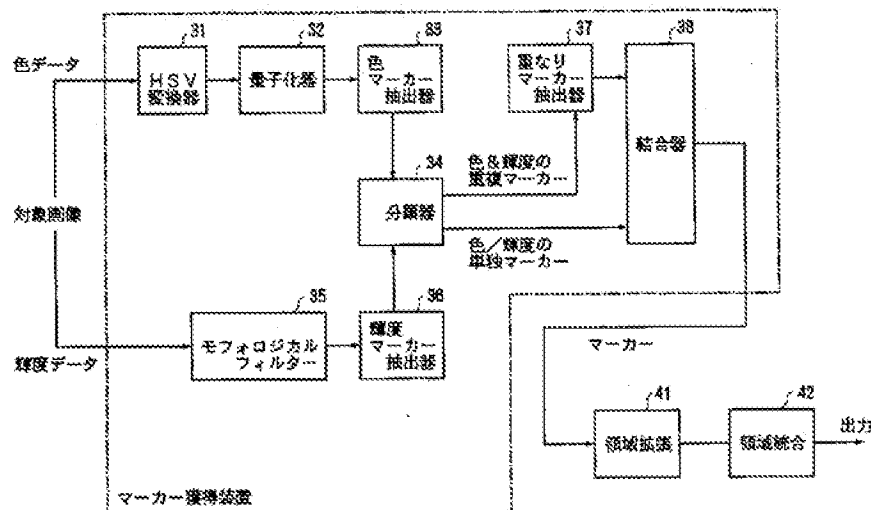 31
32
33
37
38
色データ
HSV
変換器
量子化器
色
マーカー
抽出器
重なり
マーカー
抽出器
結合器
34
分類器
色&輝度の
重複マーカー
色/輝度の
単独マーカー
対象画像
35
36
輝度データ
モフォロジカル
フィルター
輝度
マーカー
抽出器
マーカー
41
42
領域拡張
領域統合
出力
マーカー獲得装置